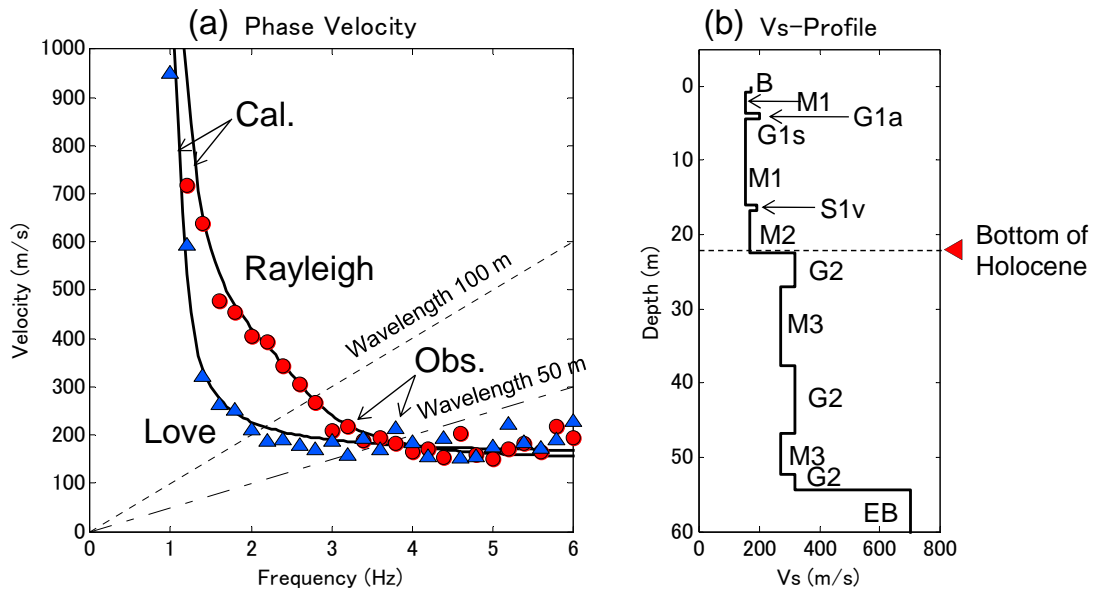 (a) Phase Velocity
1000
900
800
700
600
500
400
300
200
100
0
Velocity (m/s)
Cal.
Rayleigh
Love
Obs.
Wavelength 100 m
Wavelength 50 m
0 1 2 3 4 5 6
Frequency (Hz)
(b) Vs-Profile
0
10
20
30
40
50
60
Depth (m)
B
M1
G1a
G1s
M1
S1v
M2
G2
M3
G2
M3
G2
EB
Bottom of
Holocene
0 200 400 600 800
Vs (m/s)